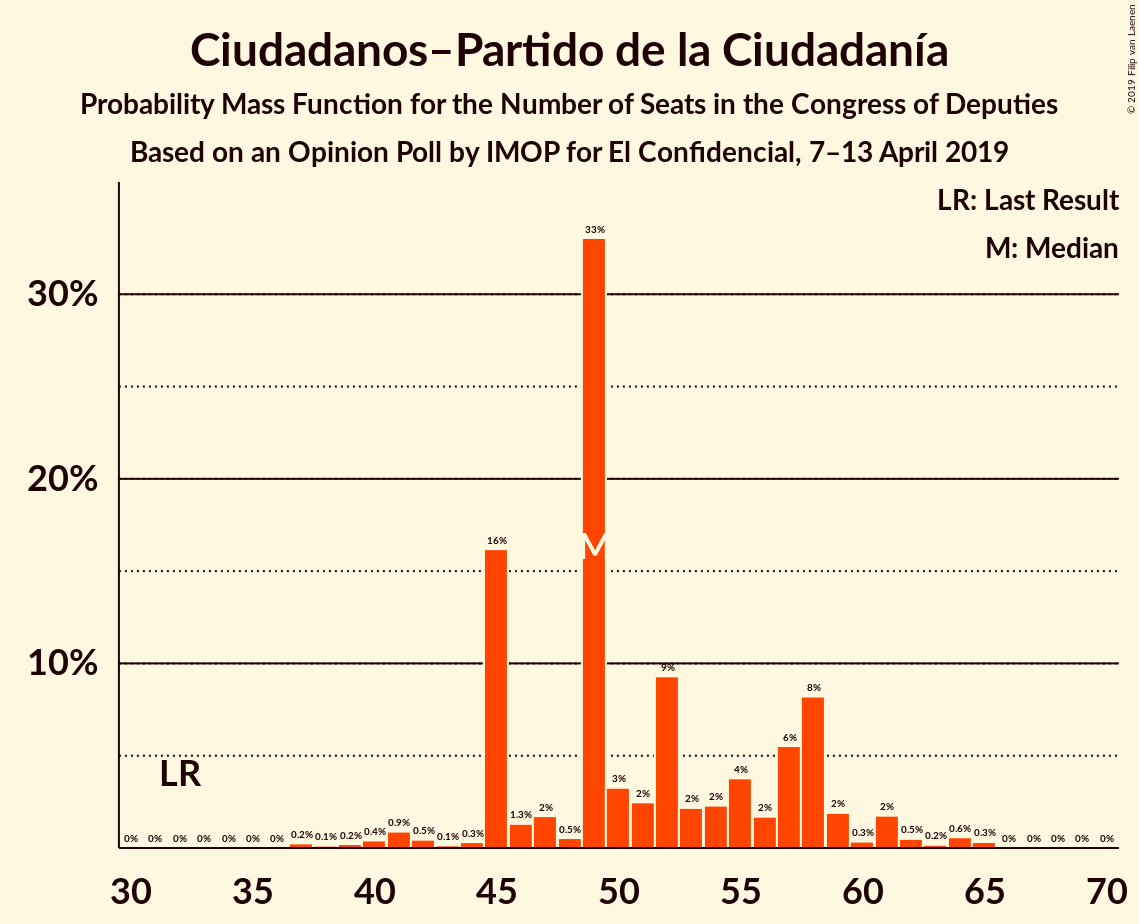 Ciudadanos–Partido de la Ciudadanía
Probability Mass Function for the Number of Seats in the Congress of Deputies
Based on an Opinion Poll by IMOP for El Confidencial, 7–13 April 2019
© 2019 Filip van Laenen
LR: Last Result
M: Median
30%
20%
10%
LR
M
0% 0% 0% 0% 0% 0% 0% 0.2% 0.1% 0.2% 0.4% 0.9% 0.5% 0.1% 0.3% 16% 1.3% 2% 0.5% 33% 3% 2% 9% 2% 2% 4% 2% 6% 8% 2% 0.3% 2% 0.5% 0.2% 0.6% 0.3% 0% 0% 0% 0% 0%
30 35 40 45 50 55 60 65 70